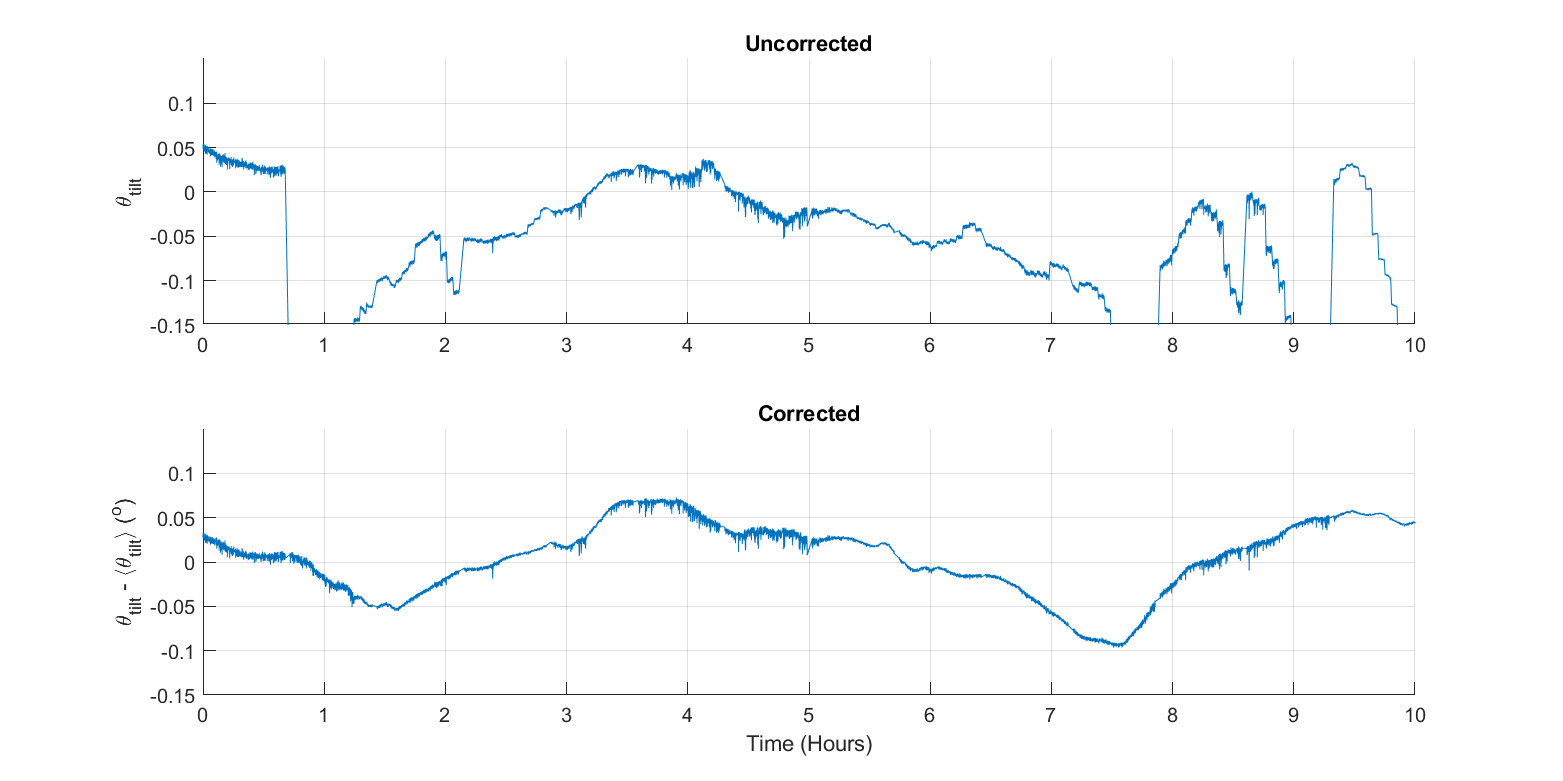 Uncorrected
θtilt
0.1
0.05
0
-0.05
-0.1
-0.15
0 1 2 3 4 5 6 7 8 9 10
Corrected
θtilt - ⟨θtilt⟩ (o)
0.1
0.05
0
-0.05
-0.1
-0.15
0 1 2 3 4 5 6 7 8 9 10
Time (Hours)